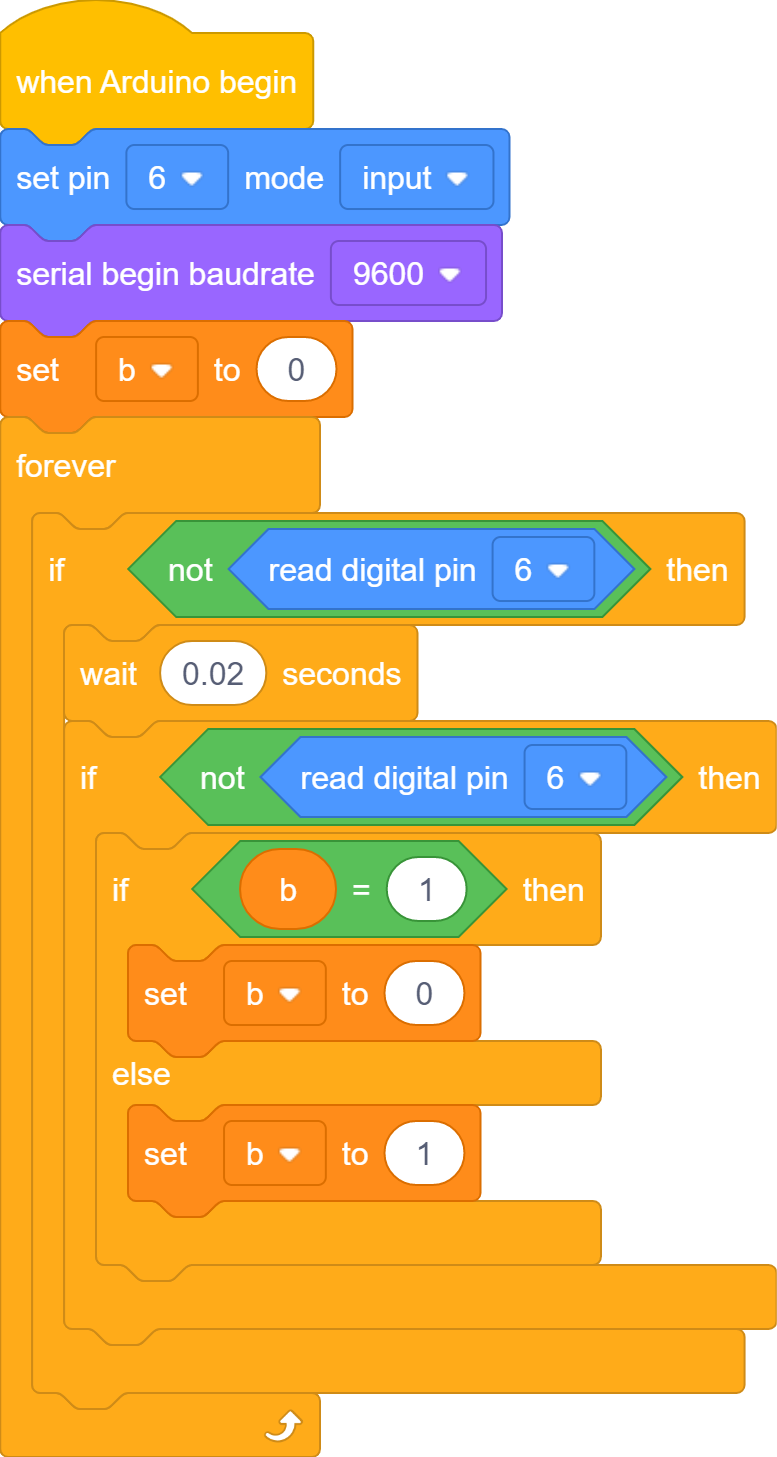 when Arduino begin
set pin 6 mode input
serial begin baudrate 9600
set b to 0
forever
if not read digital pin 6 then
wait 0.02 seconds
if not read digital pin 6 then
if b = 1 then
set b to 0
else
set b to 1